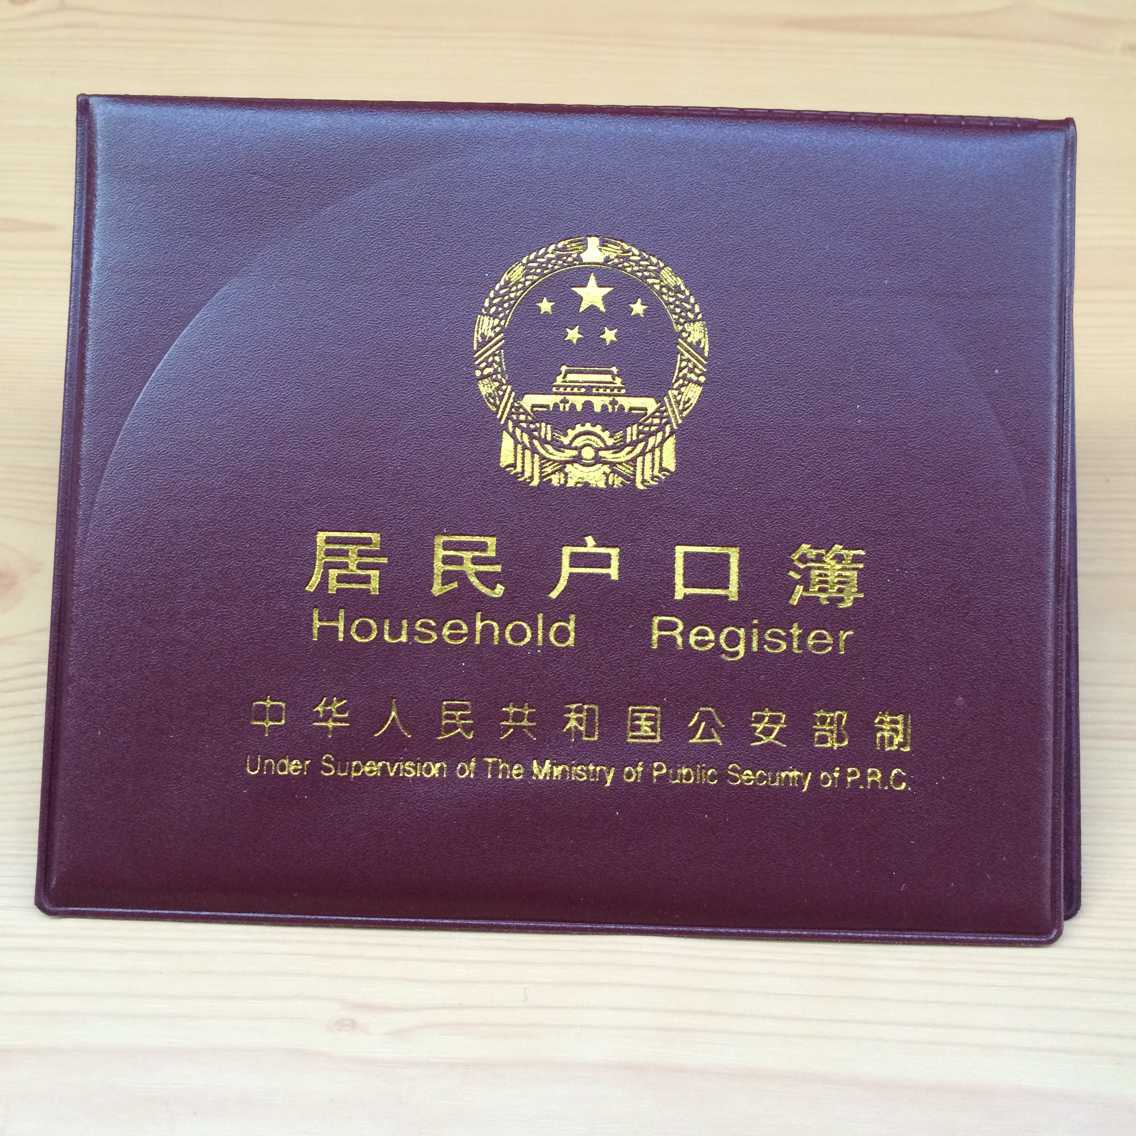 居民户口簿
Household Register
中华人民共和国公安部制
Under Supervision of The Ministry of Public Security of P.R.C.